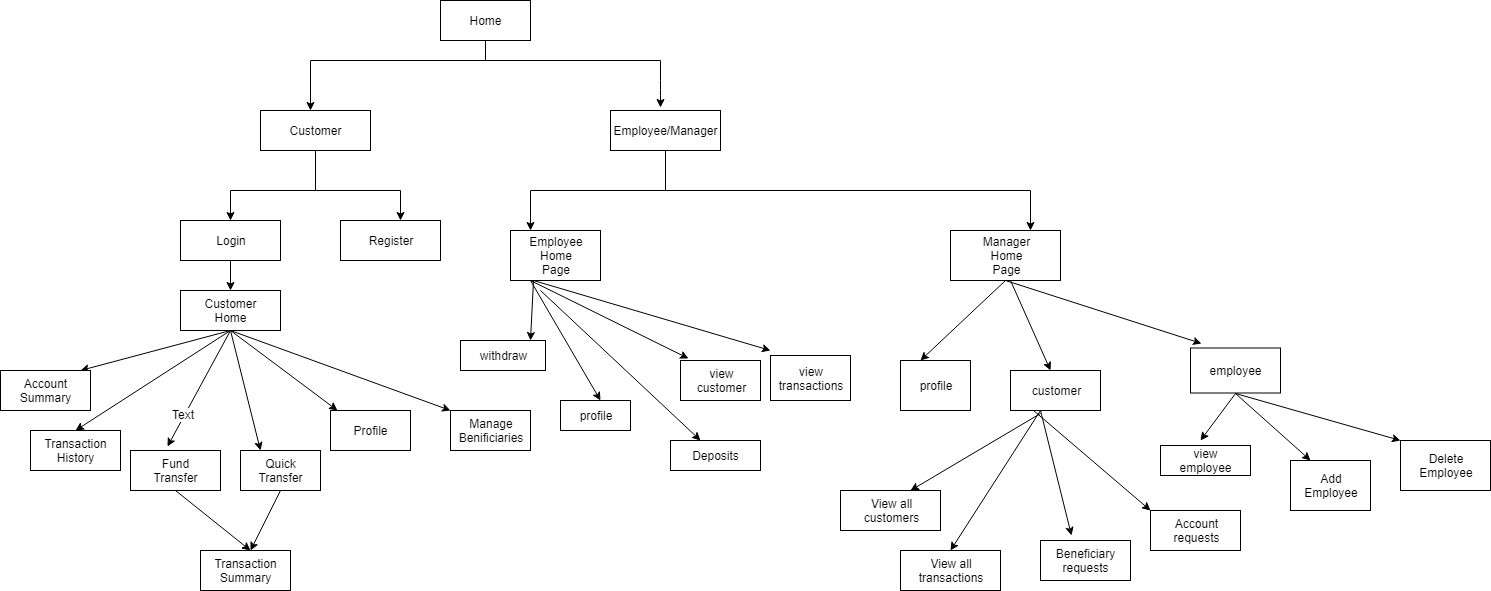 Home
Customer
Employee/Manager
Login
Register
Employee
Home
Page
Manager
Home
Page
Customer
Home
withdraw
view
customer
view
transactions
profile
customer
employee
Account
Summary
Text
Transaction
History
Profile
Manage
Benificiaries
profile
Fund
Transfer
Quick
Transfer
Deposits
view
employee
Add
Employee
Delete
Employee
View all
customers
Account
requests
Transaction
Summary
View all
transactions
Beneficiary
requests